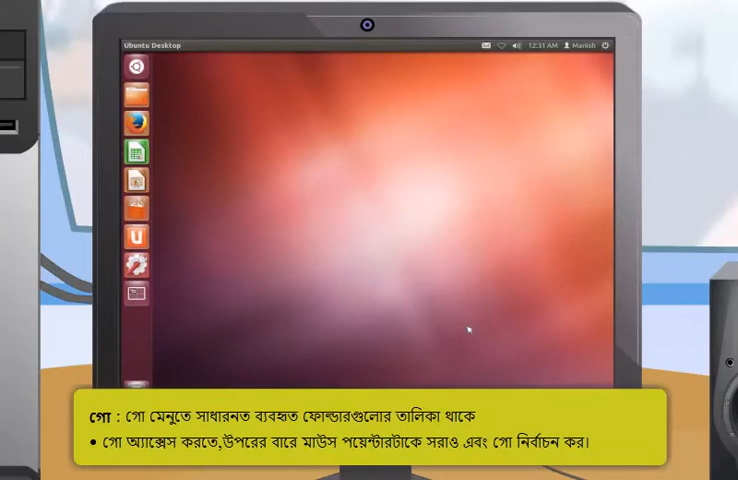 Ubuntu Desktop
12:31 AM Manish
গো : গো মেনুতে সাধারনত ব্যবহৃত ফোল্ডারগুলোর তালিকা থাকে
• গো অ্যাক্সেস করতে,উপরের বারে মাউস পয়েন্টারটাকে সরাও এবং গো নির্বাচন কর।